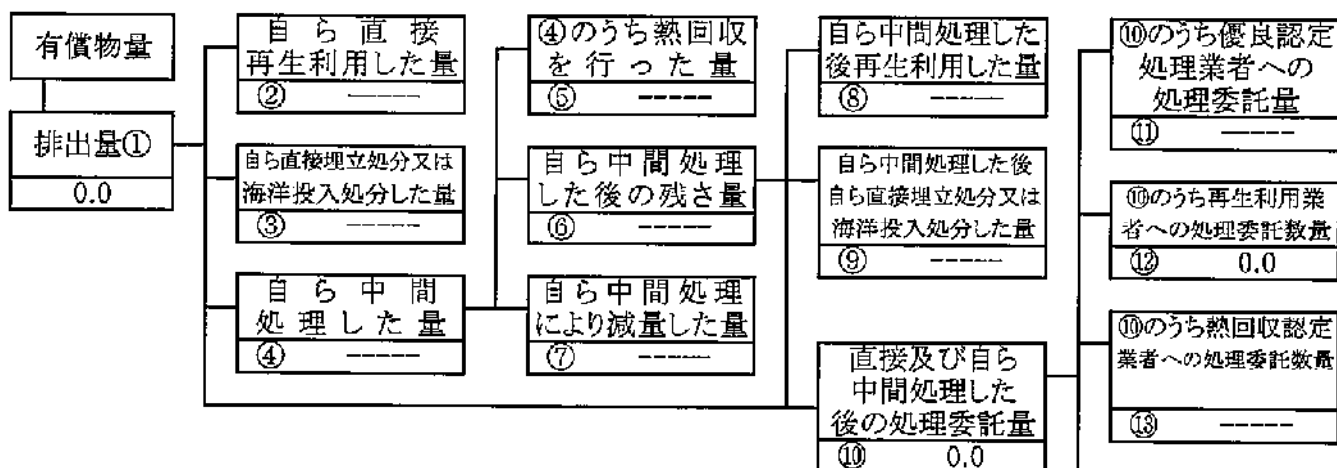 有償物量
排出量①
0.0
自ら直接
再生利用した量
② -----
自ら直接埋立処分又は
海洋投入処分した量
③ -----
自ら中間
処理した量
④ -----
④のうち熱回収
を行った量
⑤ -----
自ら中間処理
した後の残さ量
⑥ -----
自ら中間処理
により減量した量
⑦ -----
自ら中間処理した
後再生利用した量
⑧ -----
自ら中間処理した後
自ら直接埋立処分又は
海洋投入処分した量
⑨ -----
直接及び自ら
中間処理した
後の処理委託量
⑩ 0.0
⑩のうち優良認定
処理業者への
処理委託量
⑪ -----
⑩のうち再生利用業
者への処理委託数量
⑫ 0.0
⑩のうち熱回収認定
業者への処理委託数量
⑬ -----